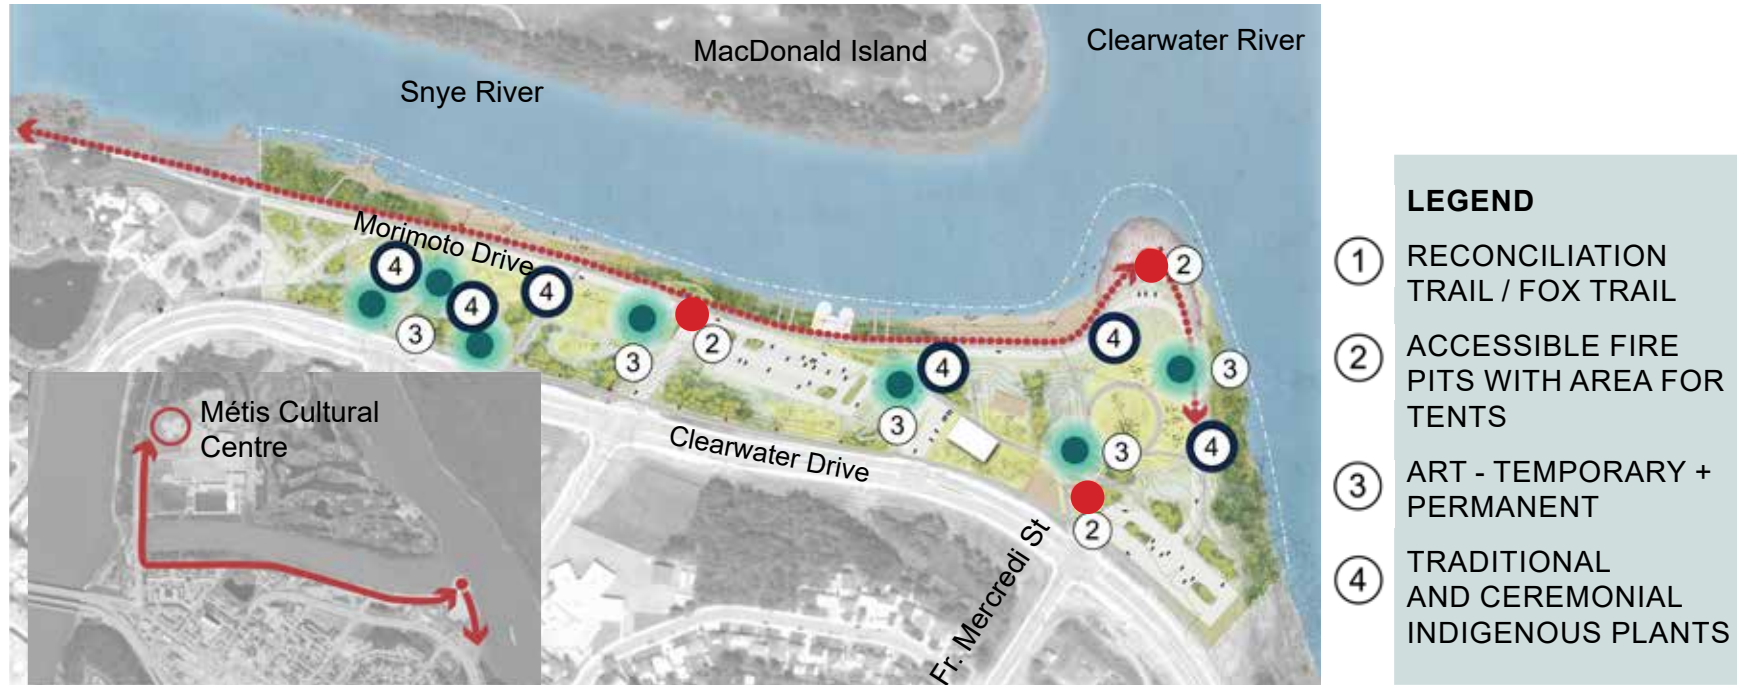 MacDonald Island
Clearwater River
Snye River
Morimoto Drive
4
4
4
3
3
2
4
3
4
2
3
4
3
2
Clearwater Drive
Fr. Mercredi St
Métis Cultural
Centre
LEGEND
1
RECONCILIATION
TRAIL / FOX TRAIL
2
ACCESSIBLE FIRE
PITS WITH AREA FOR
TENTS
3
ART - TEMPORARY +
PERMANENT
4
TRADITIONAL
AND CEREMONIAL
INDIGENOUS PLANTS